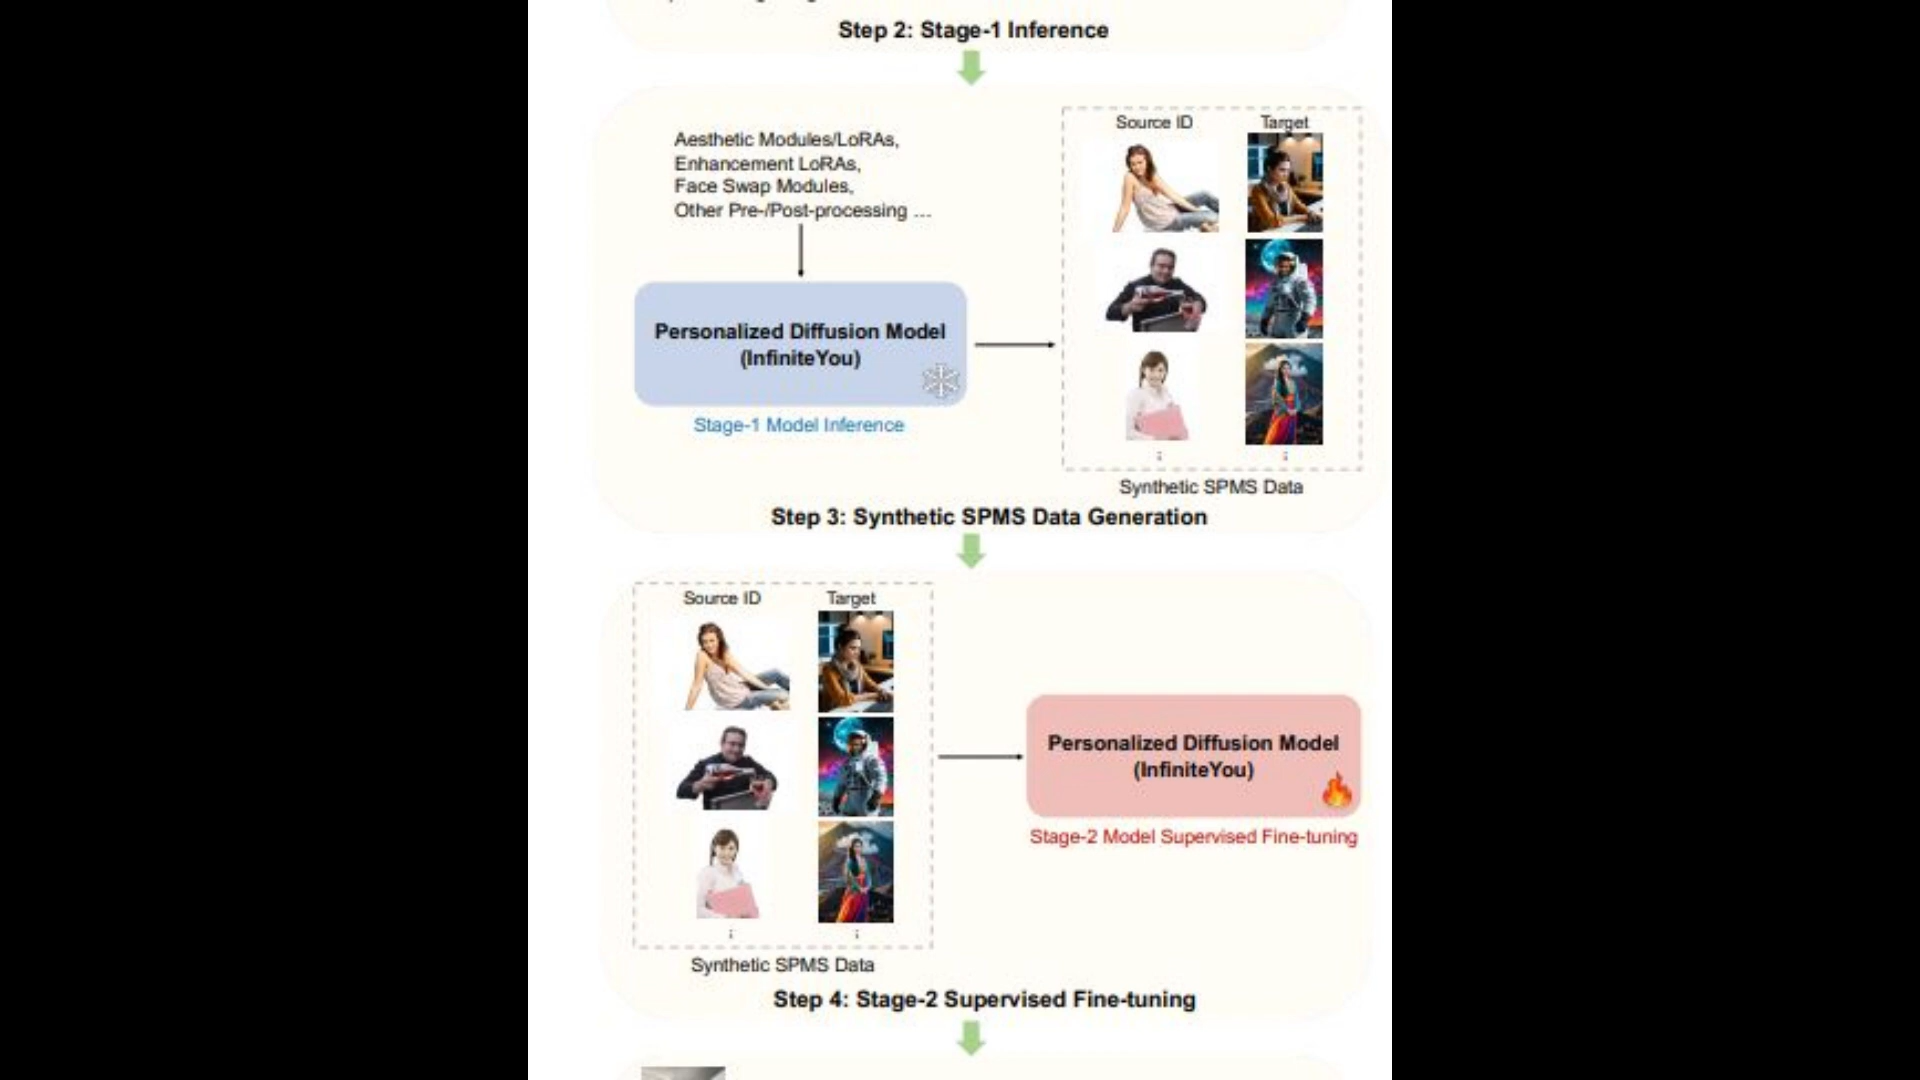 Step 2: Stage-1 Inference
Aesthetic Modules/LoRAs,
Enhancement LoRAs,
Face Swap Modules,
Other Pre-/Post-processing ...
Personalized Diffusion Model
(InfiniteYou)
Stage-1 Model Inference
Source ID
Target
Synthetic SPMS Data
Step 3: Synthetic SPMS Data Generation
Source ID
Target
Synthetic SPMS Data
Personalized Diffusion Model
(InfiniteYou)
Stage-2 Model Supervised Fine-tuning
Step 4: Stage-2 Supervised Fine-tuning